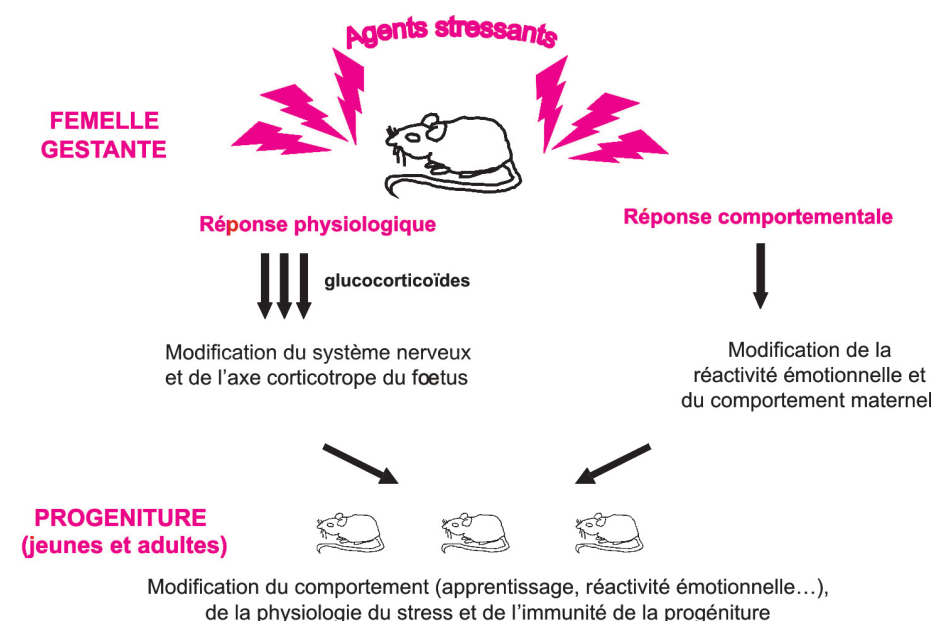 Agents stressants
FEMELLE
GESTANTE
Réponse physiologique
Réponse comportementale
glucocorticoïdes
Modification du système nerveux
et de l'axe corticotrope du fœtus
Modification de la
réactivité émotionnelle et
du comportement maternel
PROGENITURE
(jeunes et adultes)
Modification du comportement (apprentissage, réactivité émotionnelle…),
de la physiologie du stress et de l'immunité de la progéniture